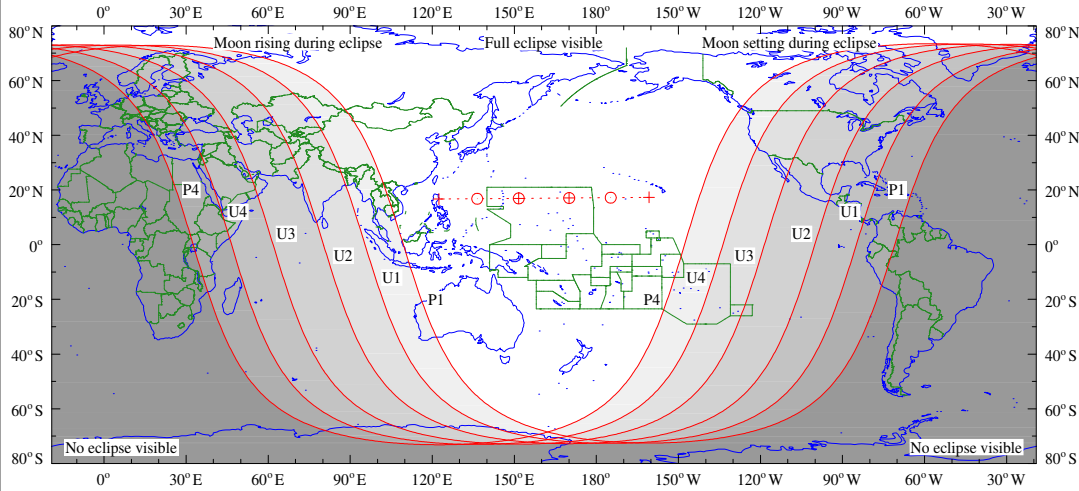 0° 30°E 60°E 90°E 120°E 150°E 180° 150°W 120°W 90°W 60°W 30°W
80°N 80°N
Moon rising during eclipse Full eclipse visible Moon setting during eclipse
60°N 60°N
40°N 40°N
20°N P4 P1 20°N
U4 U1
U3 U2
0° 0°
U2 U3
U1 U4
P1 P4
20°S 20°S
40°S 40°S
60°S 60°S
No eclipse visible No eclipse visible
80°S 80°S
0° 30°E 60°E 90°E 120°E 150°E 180° 150°W 120°W 90°W 60°W 30°W